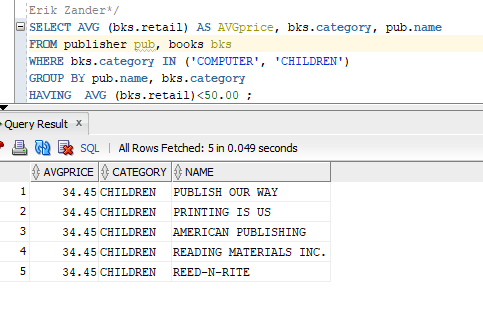 Erik Zander*/
SELECT AVG (bks.retail) AS AVGprice, bks.category, pub.name
FROM publisher pub, books bks
WHERE bks.category IN ('COMPUTER', 'CHILDREN')
GROUP BY pub.name, bks.category
HAVING  AVG (bks.retail)<50.00 ;
Query Result x
SQL | All Rows Fetched: 5 in 0.049 seconds
AVGPRICE CATEGORY NAME
1 34.45 CHILDREN PUBLISH OUR WAY
2 34.45 CHILDREN PRINTING IS US
3 34.45 CHILDREN AMERICAN PUBLISHING
4 34.45 CHILDREN READING MATERIALS INC.
5 34.45 CHILDREN REED-N-RITE